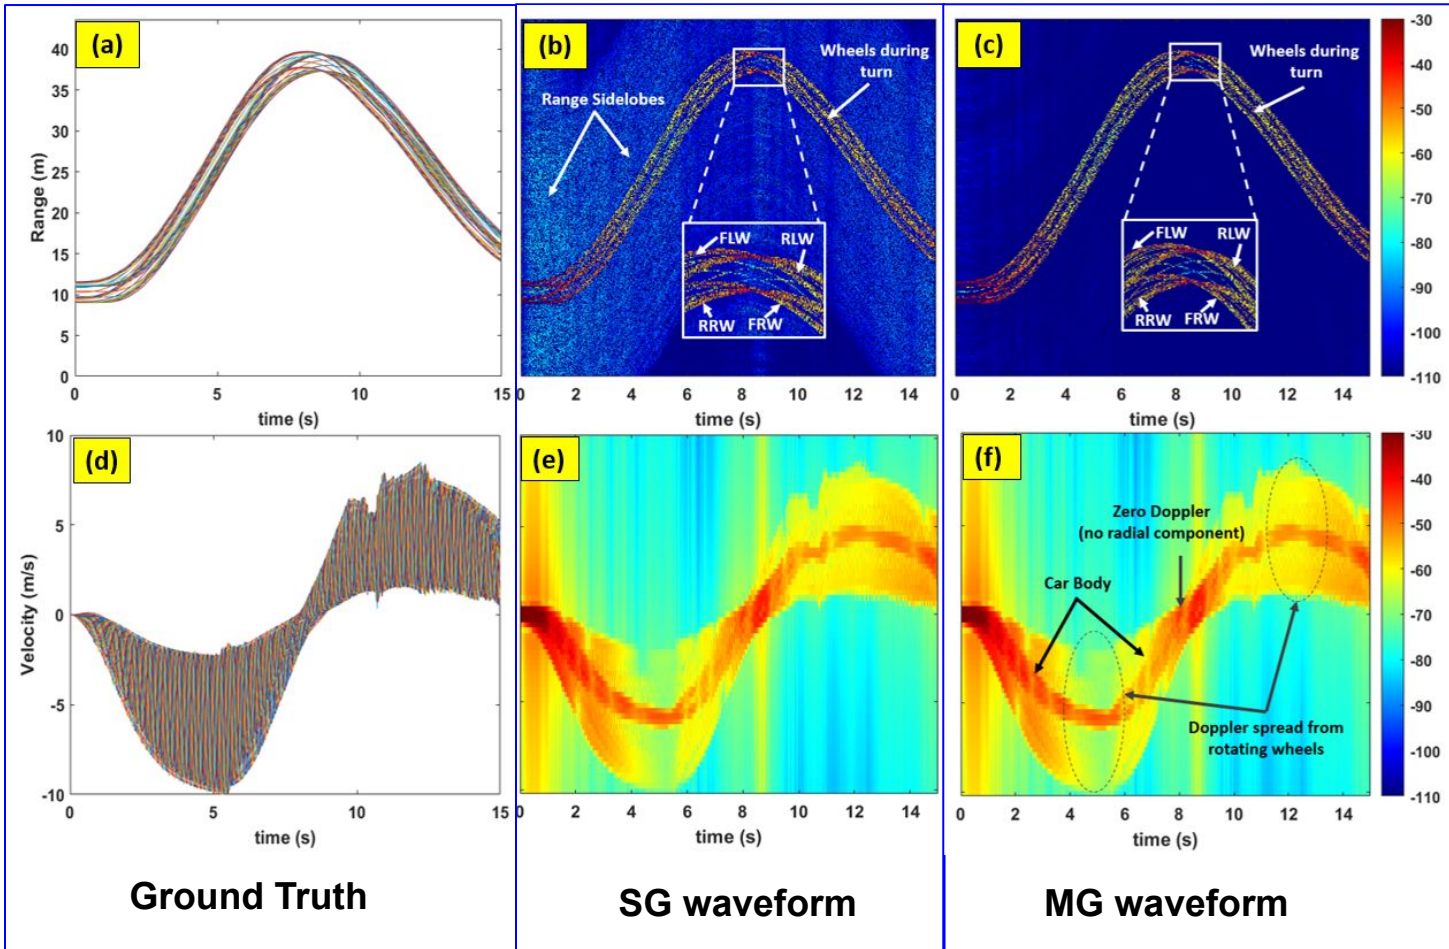 (a)
40
35
30
25
20
15
10
5
0
Range (m)
0
5
10
15
time (s)
(b)
Wheels during
turn
Range Sidelobes
FLW
RLW
RRW
FRW
0
2
4
6
8
10
12
14
time (s)
(c)
Wheels during
turn
FLW
RLW
RRW
FRW
0
2
4
6
8
10
12
14
time (s)
-30
-40
-50
-60
-70
-80
-90
-100
-110
(d)
10
5
0
-5
-10
Velocity (m/s)
0
5
10
15
time (s)
(e)
0
2
4
6
8
10
12
14
time (s)
(f)
Zero Doppler
(no radial component)
Car Body
Doppler spread from
rotating wheels
0
2
4
6
8
10
12
14
time (s)
-30
-40
-50
-60
-70
-80
-90
-100
-110
Ground Truth
SG waveform
MG waveform